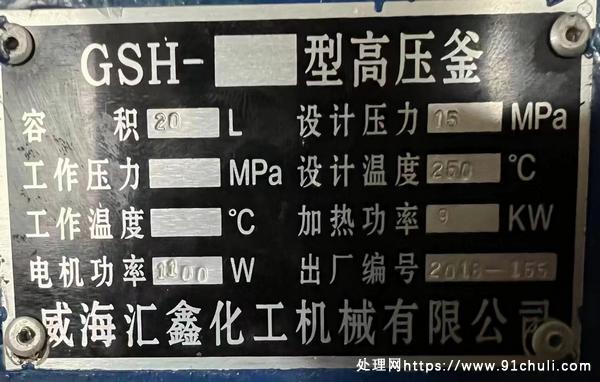 GSH- 型高压釜
容 积 20 L 设计压力 15 MPa
工作压力 MPa 设计温度 250 °C
工作温度 °C 加热功率 9 KW
电机功率 1100 W 出厂编号 2018-155
威海汇鑫化工机械有限公司
处理网https://www.91chuli.com/